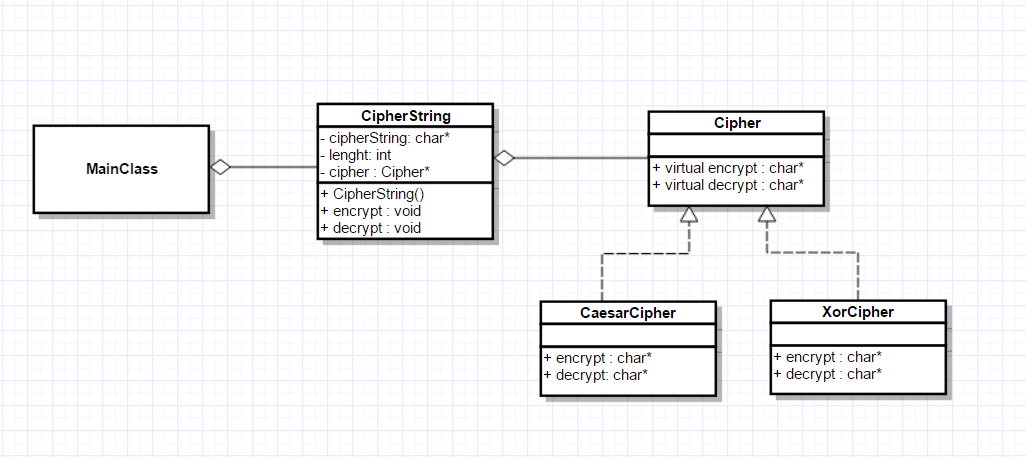 MainClass
CipherString
- cipherString: char*
- lenght: int
- cipher : Cipher*
+ CipherString()
+ encrypt : void
+ decrypt : void
Cipher
+ virtual encrypt : char*
+ virtual decrypt : char*
CaesarCipher
+ encrypt : char*
+ decrypt: char*
XorCipher
+ encrypt : char*
+ decrypt : char*